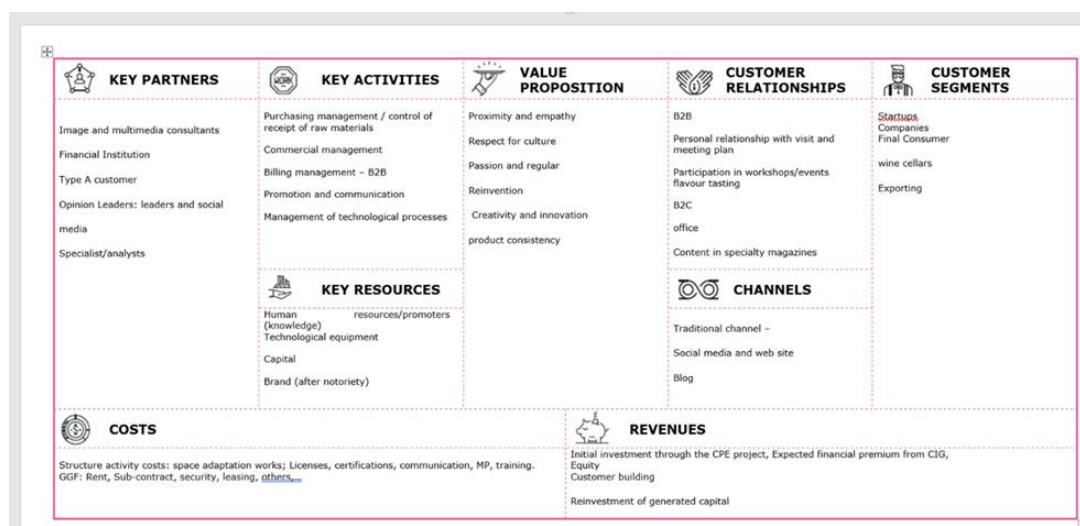 KEY PARTNERS
Image and multimedia consultants
Financial Institution
Type A customer
Opinion Leaders: leaders and social
media
Specialist/analysts
WORK
KEY ACTIVITIES
Purchasing management / control of
receipt of raw materials
Commercial management
Billing management – B2B
Promotion and communication
Management of technological processes
KEY RESOURCES
Human resources/promoters
(knowledge)
Technological equipment
Capital
Brand (after notoriety)
VALUE
PROPOSITION
Proximity and empathy
Respect for culture
Passion and regular
Reinvention
Creativity and innovation
product consistency
CUSTOMER
RELATIONSHIPS
B2B
Personal relationship with visit and
meeting plan
Participation in workshops/events
flavour tasting
B2C
office
Content in specialty magazines
CHANNELS
Traditional channel –
Social media and web site
Blog
CUSTOMER
SEGMENTS
Startups
Companies
Final Consumer
wine cellars
Exporting
COSTS
Structure activity costs: space adaptation works; Licenses, certifications, communication, MP, training.
GGF: Rent, Sub-contract, security, leasing, others,...
REVENUES
Initial investment through the CPE project, Expected financial premium from CIG,
Equity
Customer building
Reinvestment of generated capital